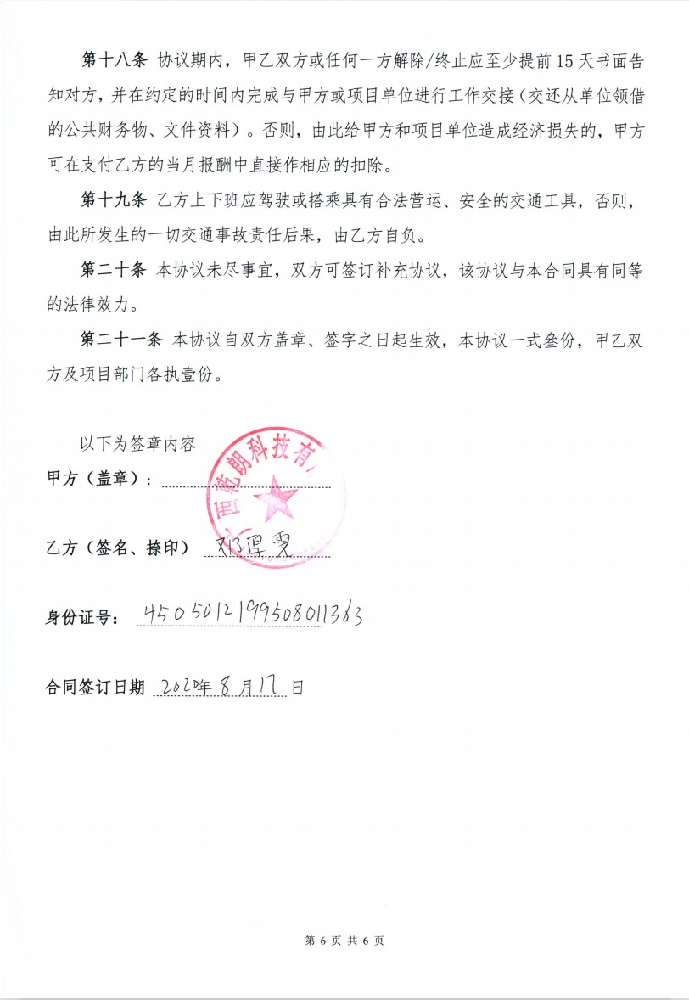 第十八条 协议期内，甲乙双方或任何一方解除/终止应至少提前 15 天书面告
知对方，并在约定的时间内完成与甲方或项目单位进行工作交接（交还从单位领借
的公共财务物、文件资料）。否则，由此给甲方和项目单位造成经济损失的，甲方
可在支付乙方的当月报酬中直接作相应的扣除。
第十九条 乙方上下班应驾驶或搭乘具有合法营运、安全的交通工具，否则，
由此所发生的一切交通事故责任后果，由乙方自负。
第二十条 本协议未尽事宜，双方可签订补充协议，该协议与本合同具有同等
的法律效力。
第二十一条 本协议自双方盖章、签字之日起生效，本协议一式叁份，甲乙双
方及项目部门各执壹份。
以下为签章内容
广西乾朗科技有
甲方（盖章）:
乙方（签名、捺印） 邓厚雯
身份证号： 4505012199508011363
合同签订日期 2020年 8 月 17 日
第 6 页 共 6 页